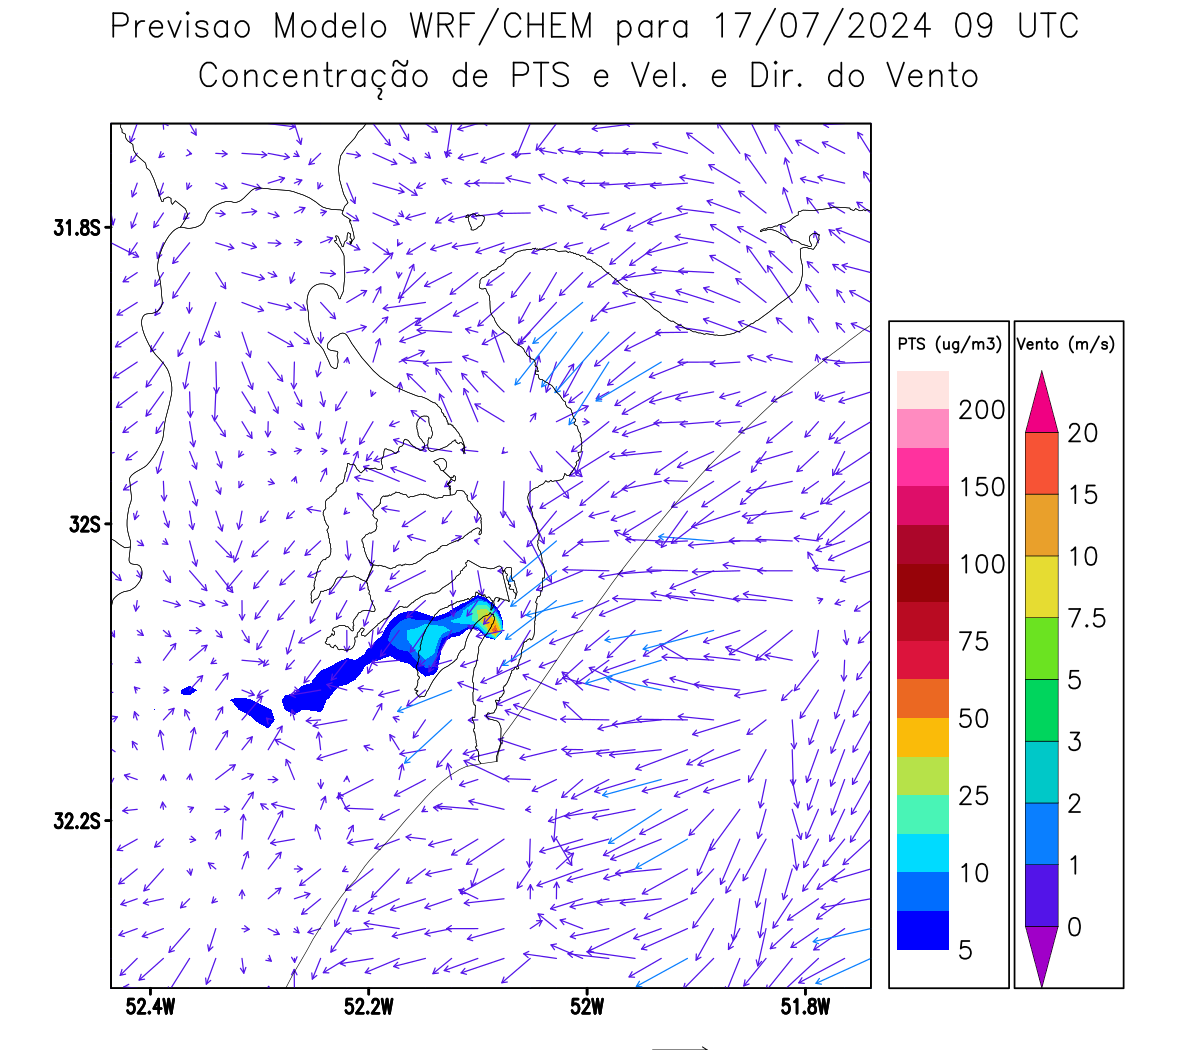 Previsao Modelo WRF/CHEM para 17/07/2024 09 UTC
Concentração de PTS e Vel. e Dir. do Vento
31.8S
32S
32.2S
52.4W
52.2W
52W
51.8W
PTS (ug/m3)
200
150
100
75
50
25
10
5
Vento (m/s)
20
15
10
7.5
5
3
2
1
0